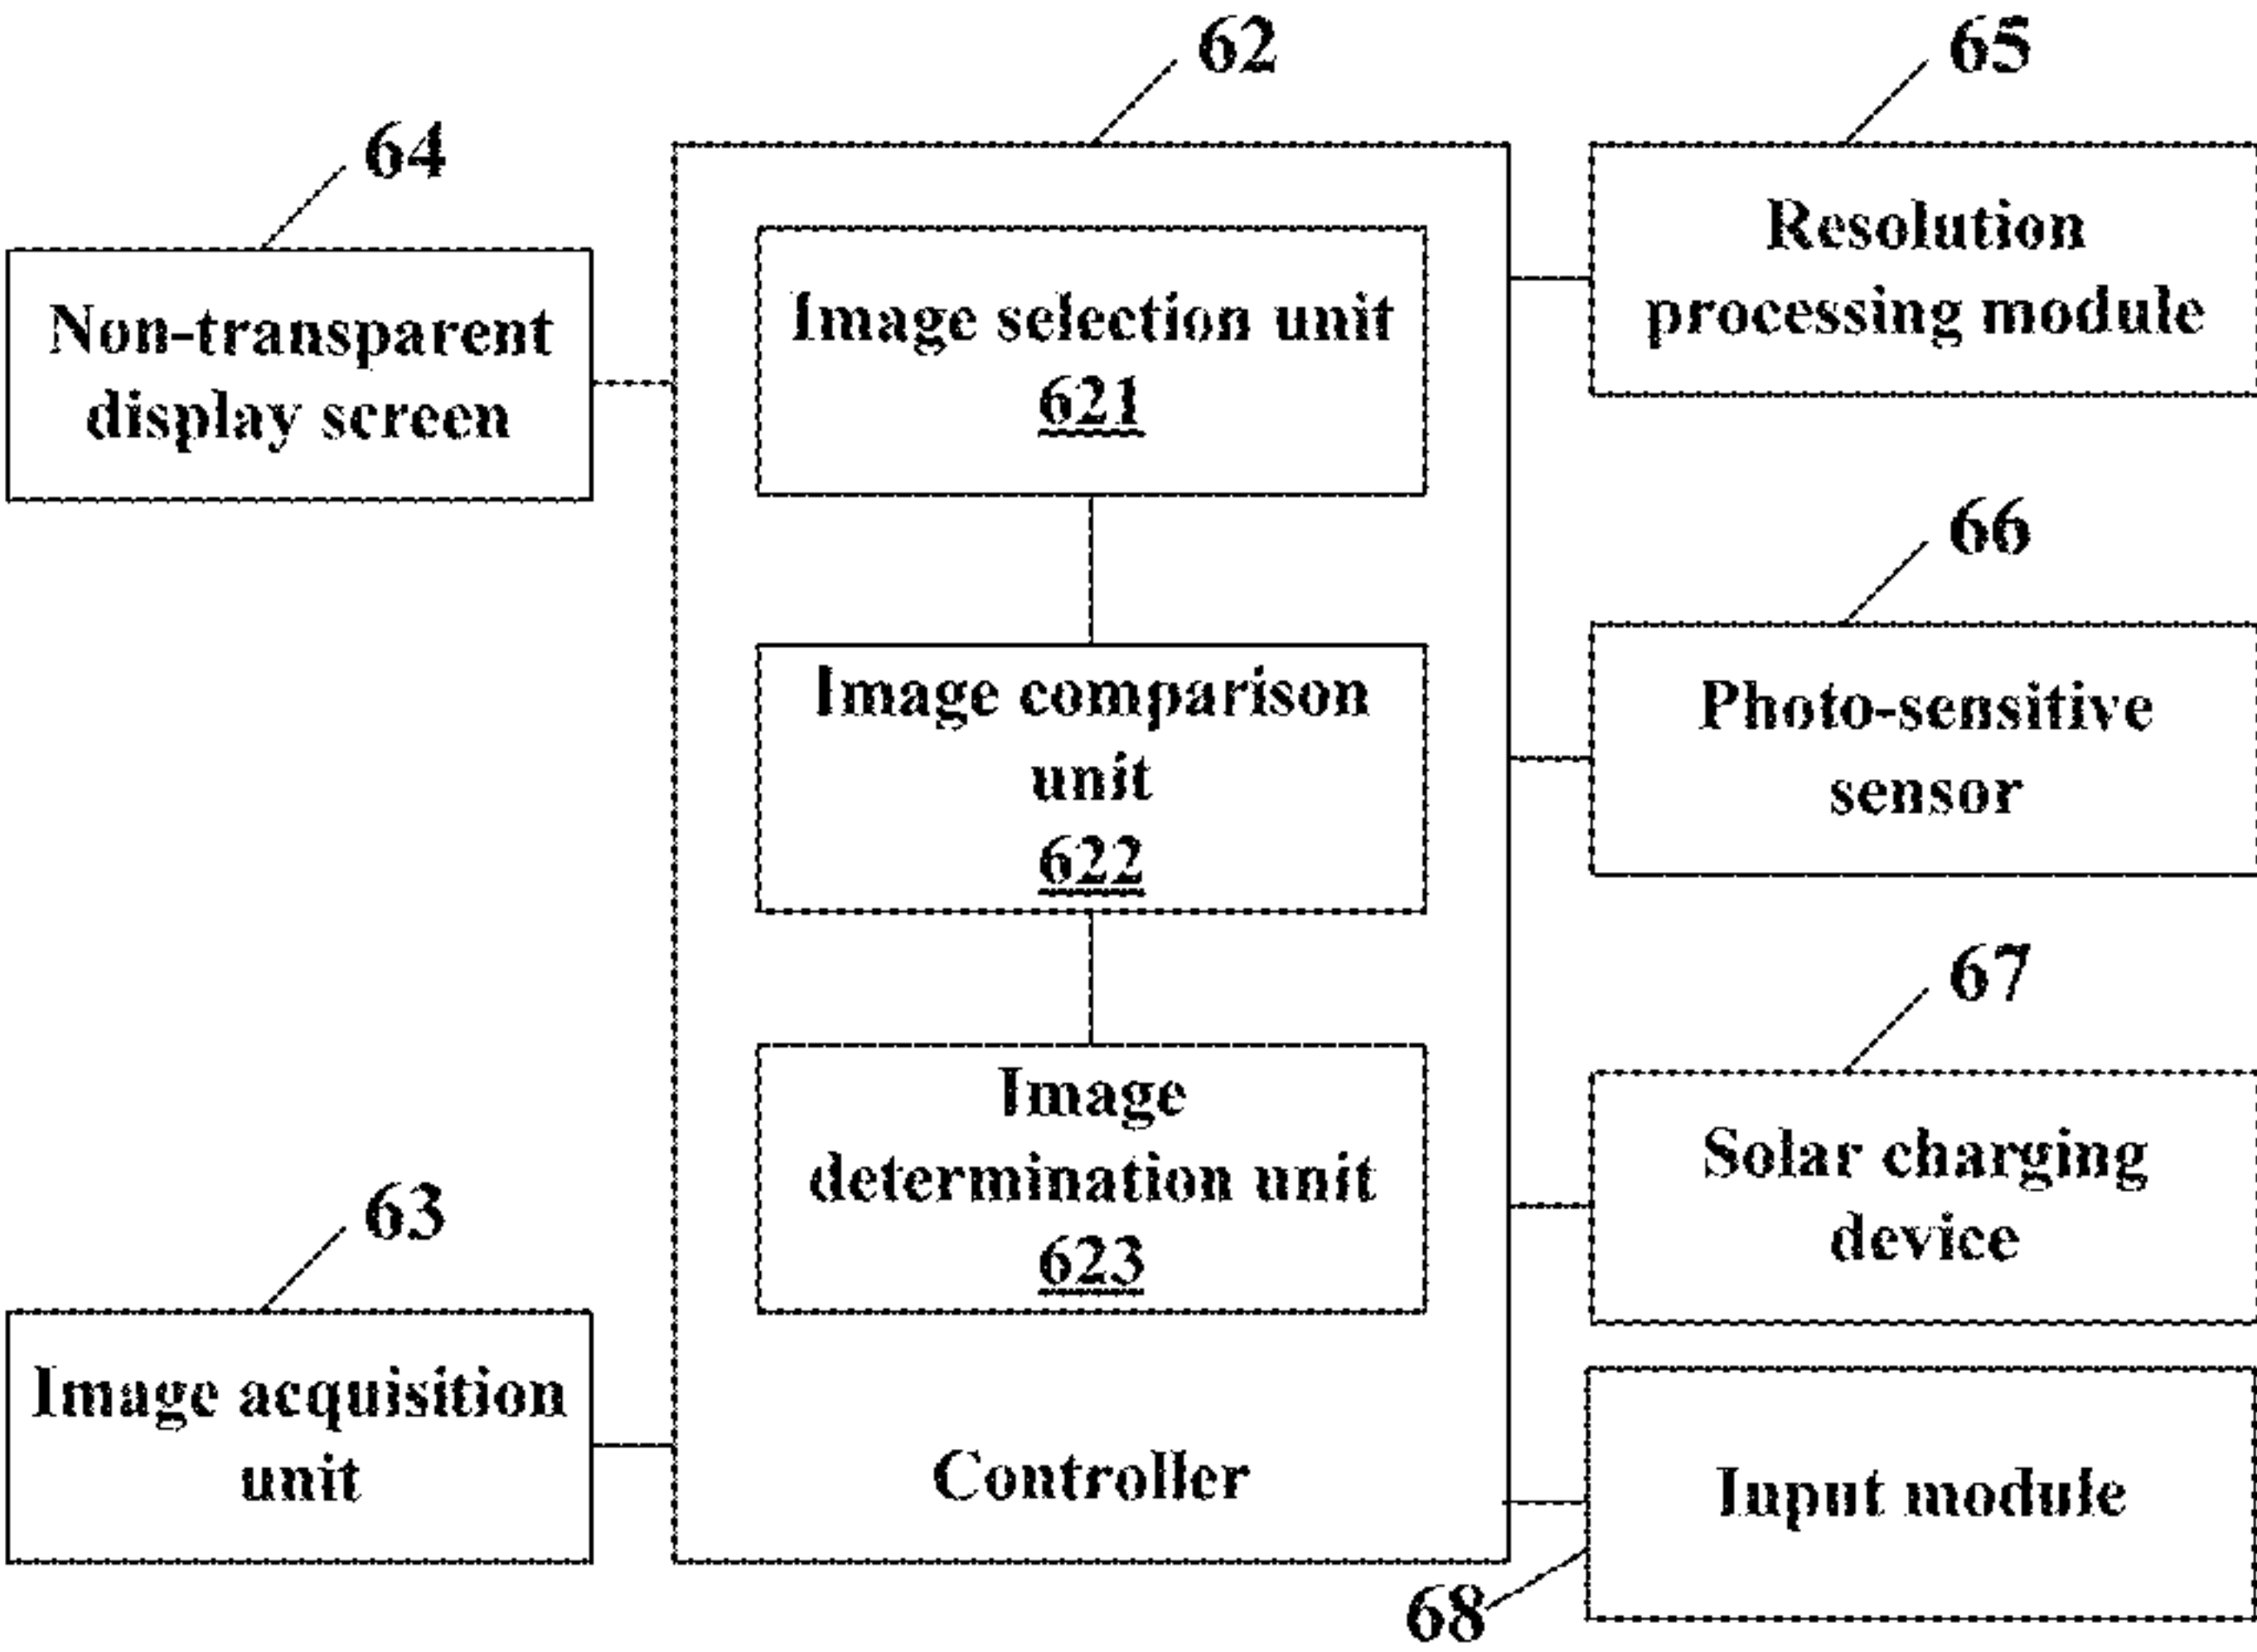 62
65
64
Non-transparent
display screen
Image selection unit
621
Resolution
processing module
66
Image comparison
unit
622
Photo-sensitive
sensor
67
Image
determination unit
623
Solar charging
device
63
Image acquisition
unit
Controller
Input module
68